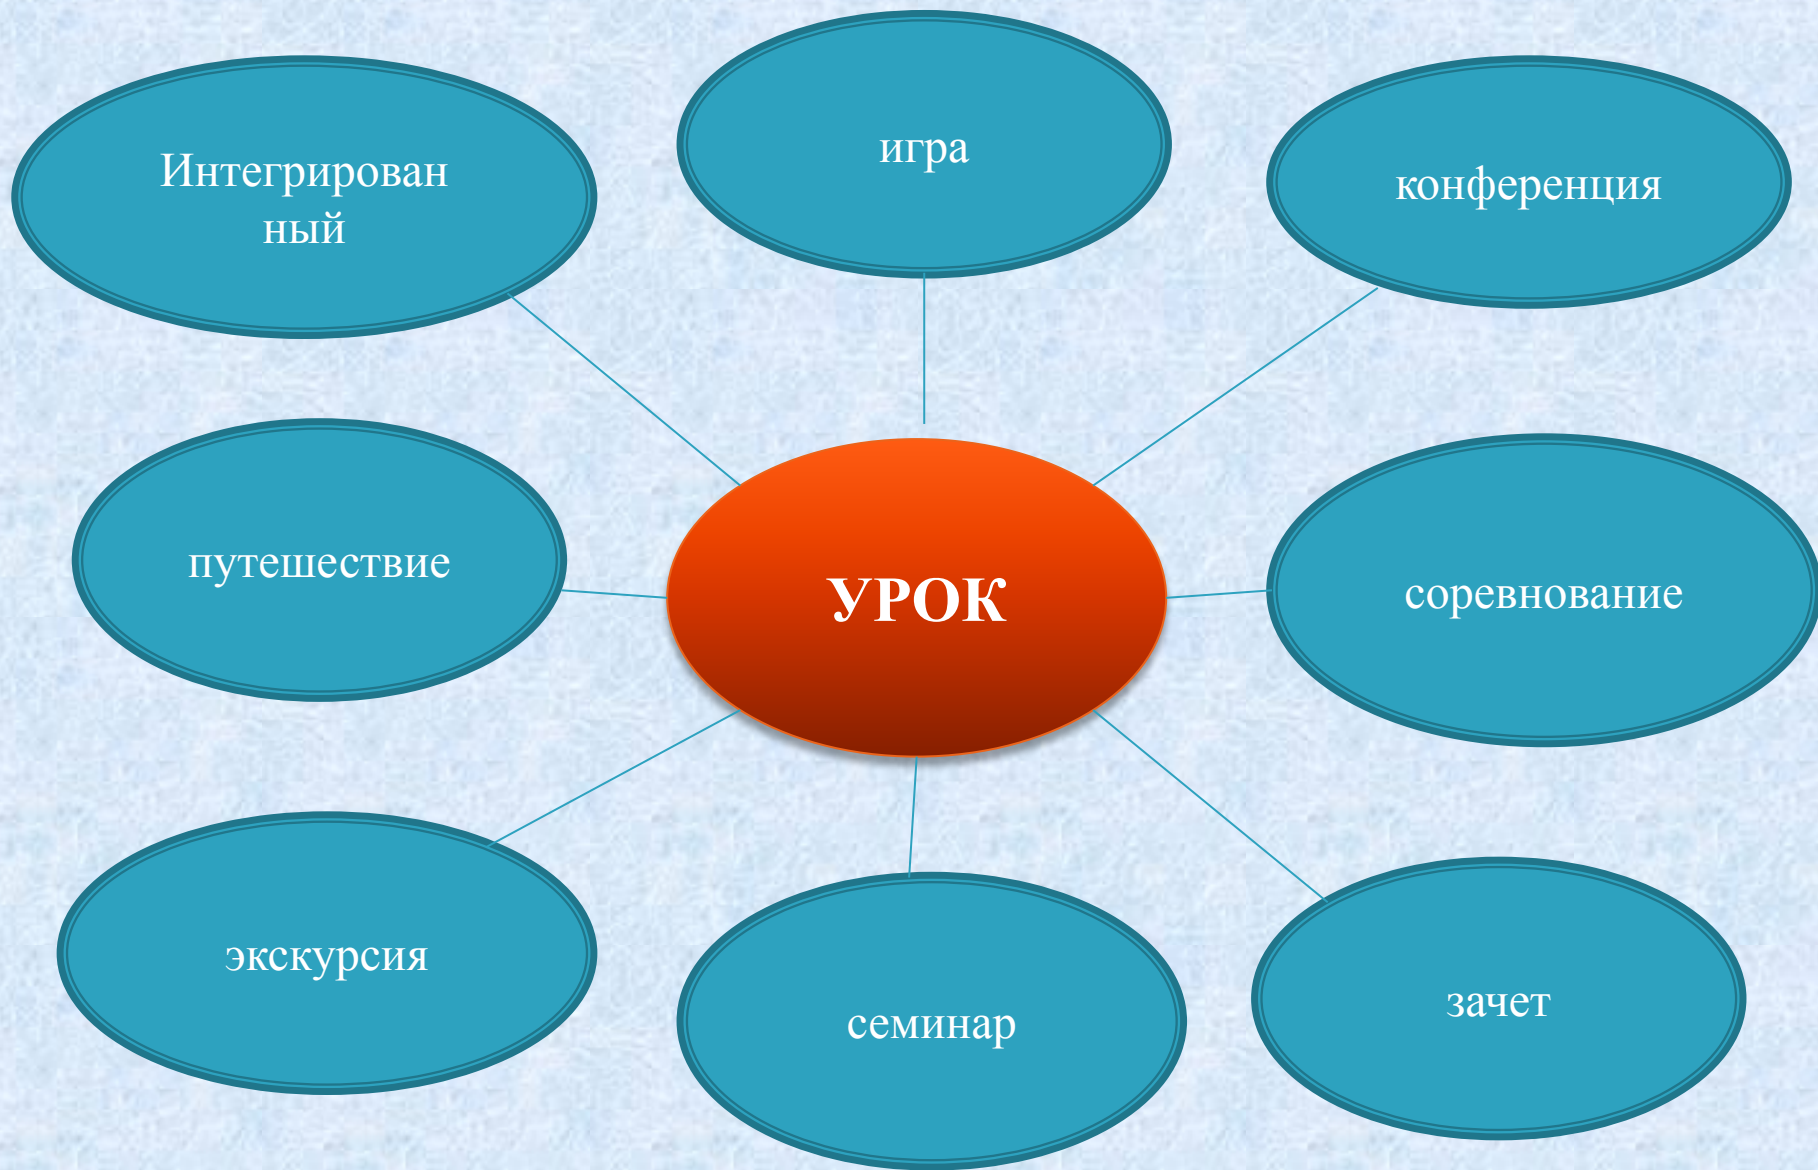 Интегрирован
ный
игра
конференция
путешествие
УРОК
соревнование
экскурсия
семинар
зачет